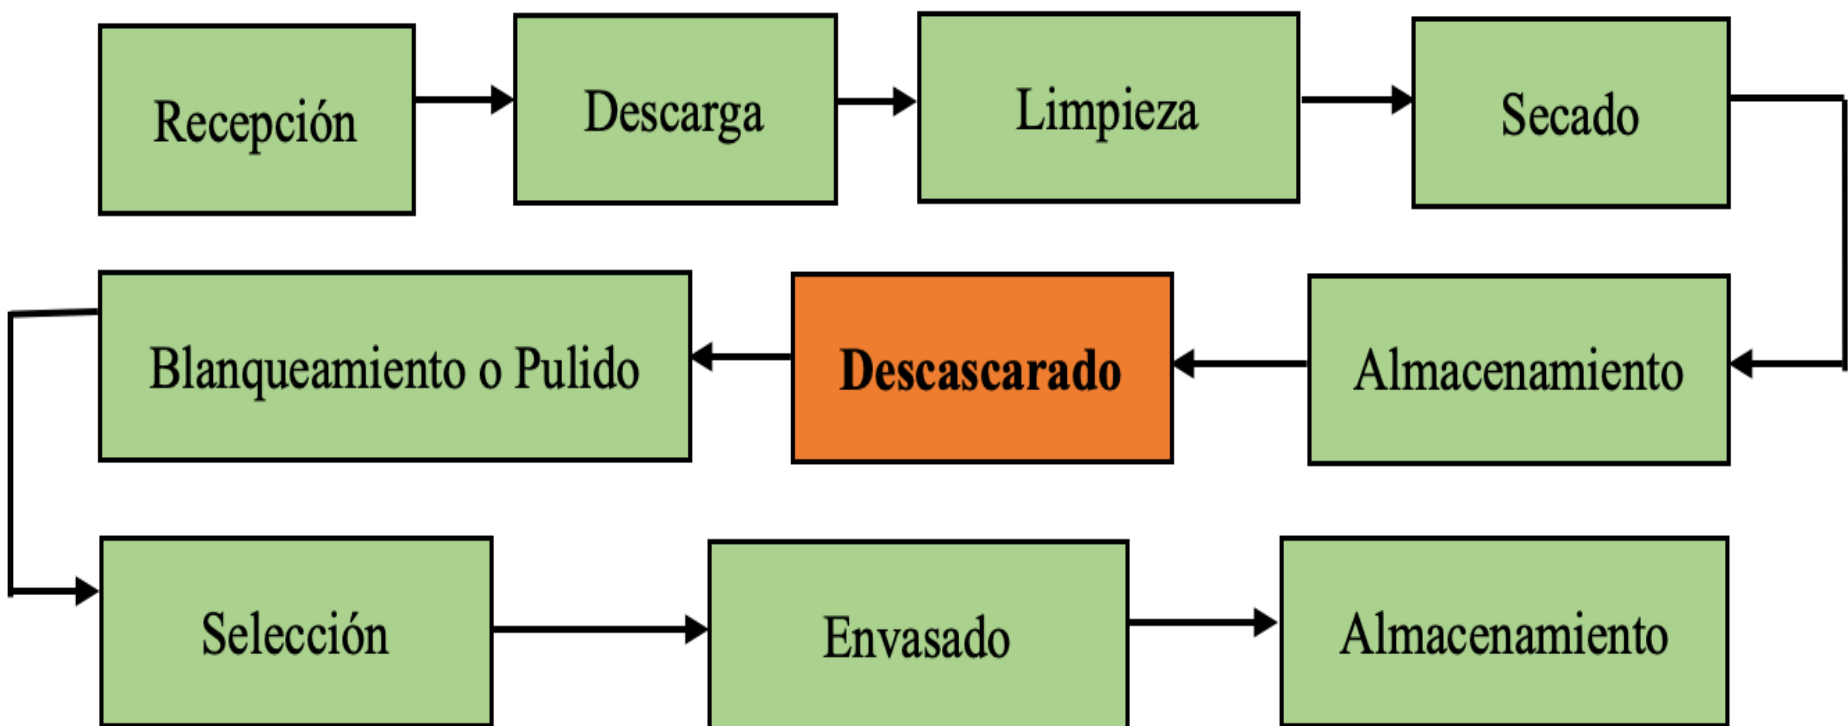 Recepción
Descarga
Limpieza
Secado
Almacenamiento
Descascarado
Blanqueamiento o Pulido
Selección
Envasado
Almacenamiento